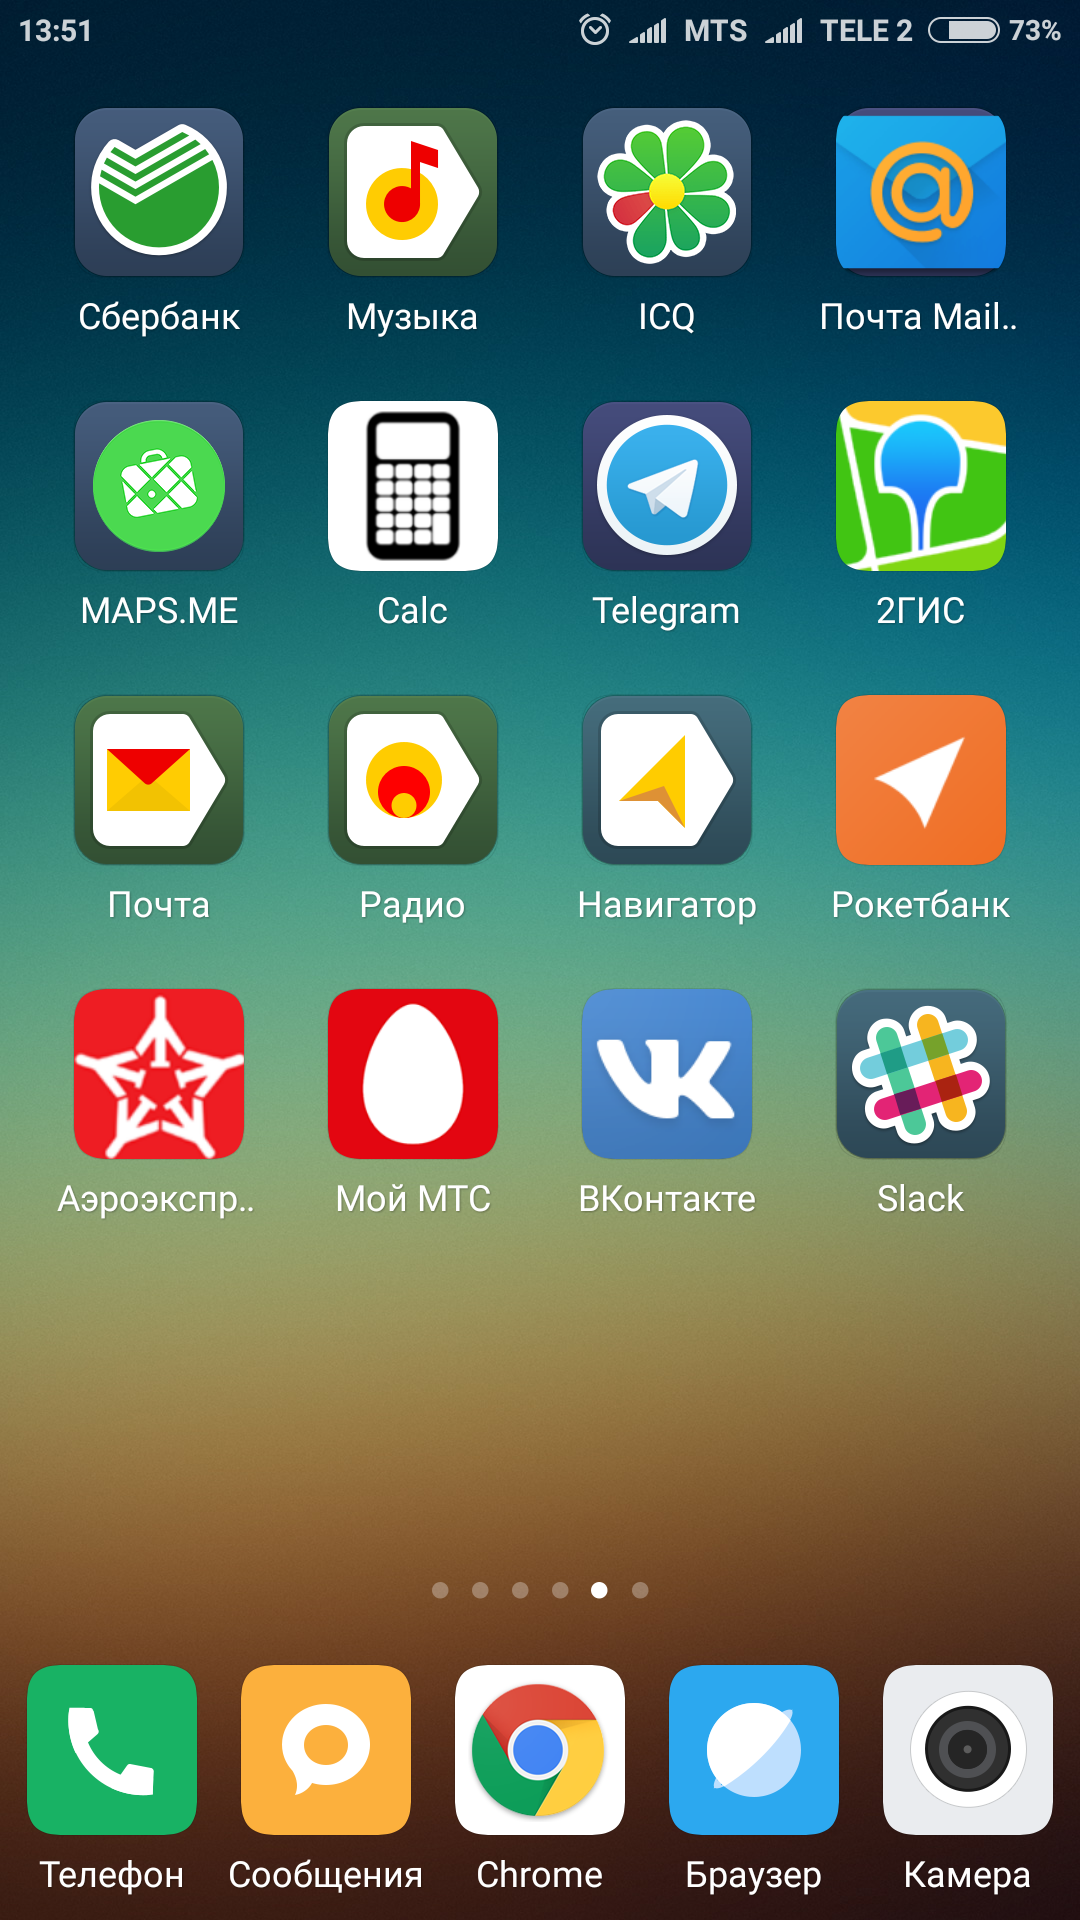 13:51 MTS TELE 2 73%
Сбербанк Музыка ICQ Почта Mail..
MAPS.ME Calc Telegram 2ГИС
Почта Радио Навигатор Рокетбанк
Аэроэкспр.. Мой МТС ВКонтакте Slack
Телефон Сообщения Chrome Браузер Камера